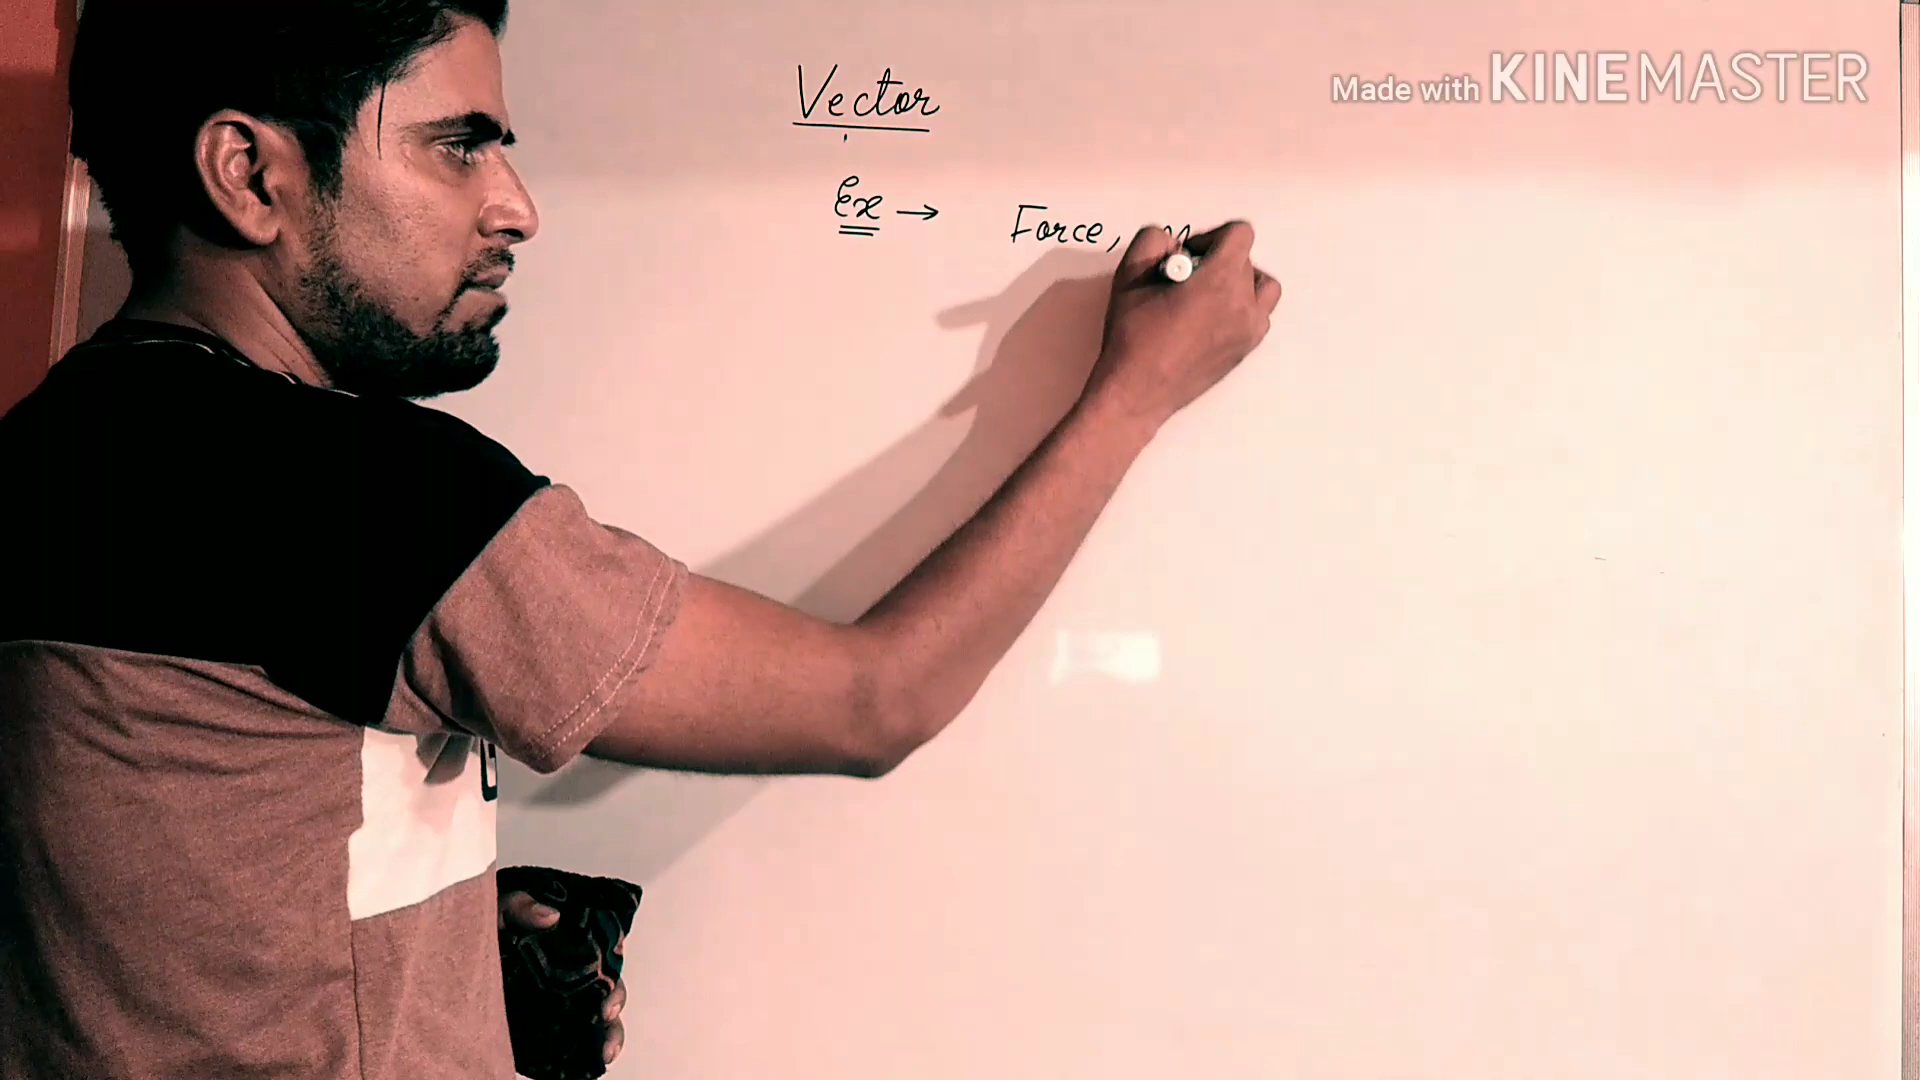 Made with KINEMASTER
Vector
Ex → Force,